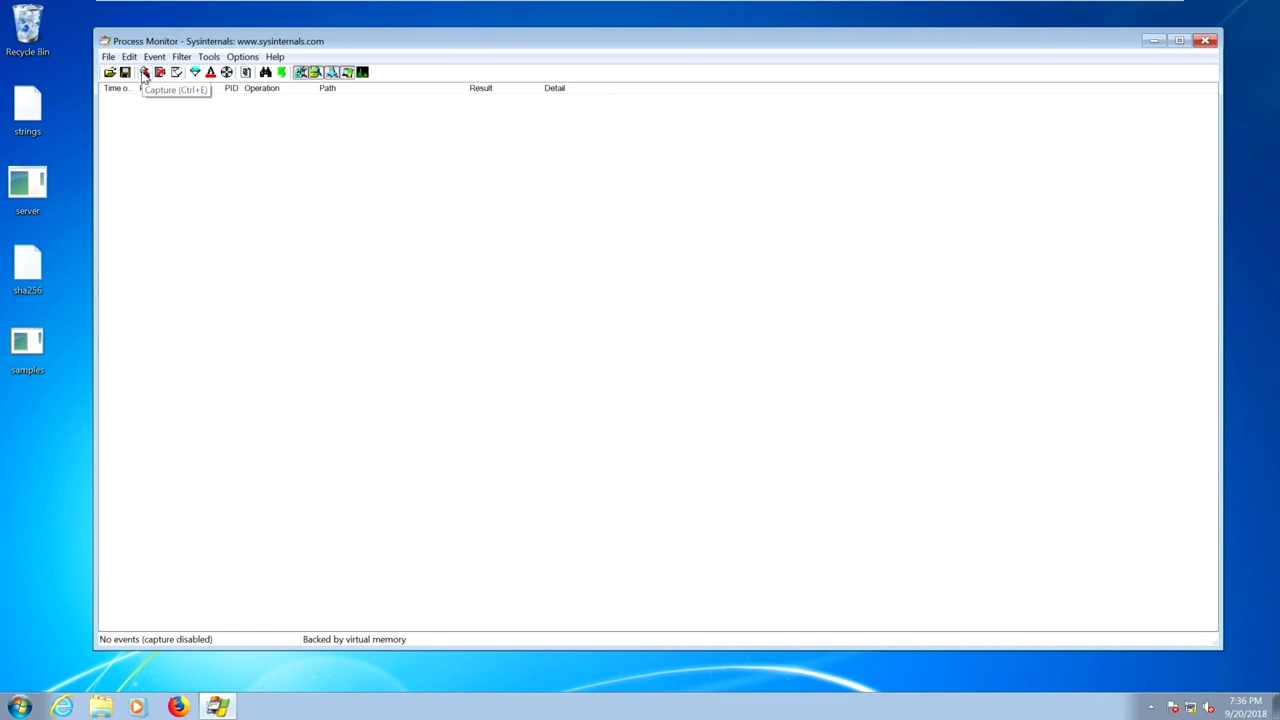 Recycle Bin
strings
server
sha256
samples
Process Monitor - Sysinternals: www.sysinternals.com
File Edit Event Filter Tools Options Help
Capture (Ctrl+E)
Time o... PID Operation Path Result Detail
No events (capture disabled) Backed by virtual memory
7:36 PM
9/20/2018